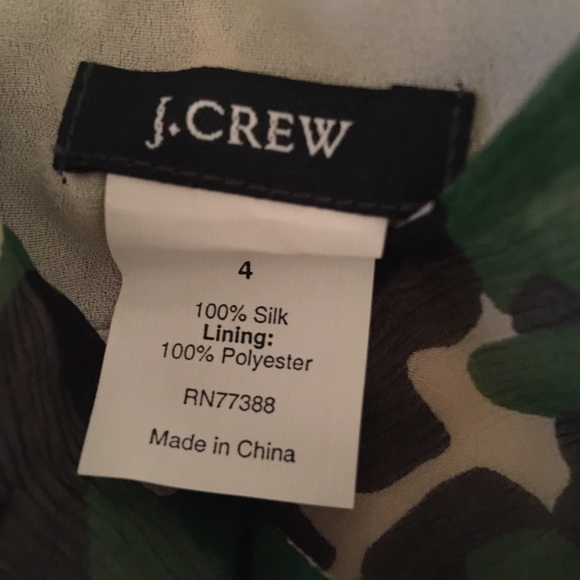 J.CREW
4
100% Silk
Lining:
100% Polyester
RN77388
Made in China